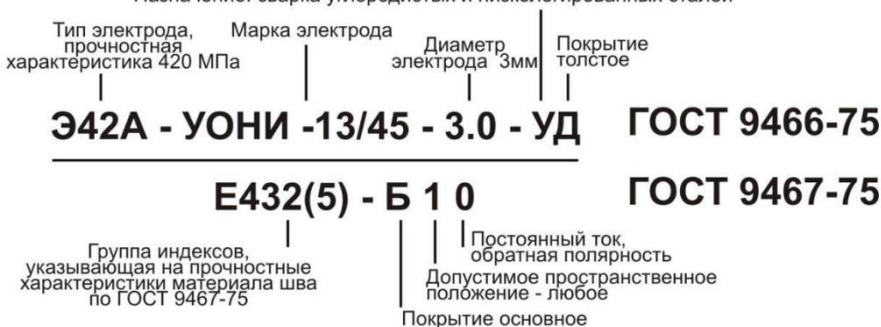 Назначение: сварка углеродистых и низколегированных сталей
Тип электрода,
прочностная
характеристика 420 МПа
Марка электрода
Диаметр
электрода 3мм
Покрытие
толстое
Э42А - УОНИ -13/45 - 3.0 - УД
ГОСТ 9466-75
Е432(5) - Б 1 0
ГОСТ 9467-75
Группа индексов,
указывающая на прочностные
характеристики материала шва
по ГОСТ 9467-75
Постоянный ток,
обратная полярность
Допустимое пространственное
положение - любое
Покрытие основное